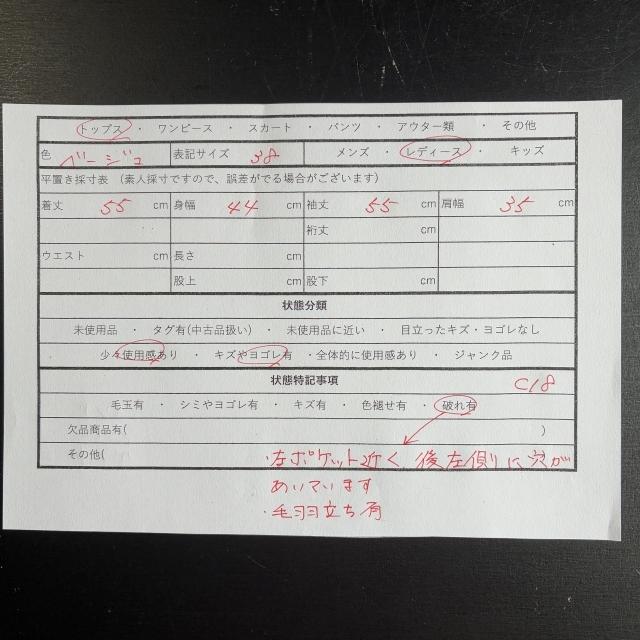 トップス ・ ワンピース ・ スカート ・ パンツ ・ アウター類 ・ その他
色 ベージュ 表記サイズ 38 メンズ ・ レディース ・ キッズ
平置き採寸表 (素人採寸ですので、誤差がでる場合がございます)
着丈 55 cm 身幅 44 cm 袖丈 55 cm 肩幅 35 cm
裄丈 cm
ウエスト cm 長さ cm
股上 cm 股下 cm
状態分類
未使用品 ・ タグ有(中古品扱い) ・ 未使用品に近い ・ 目立ったキズ・ヨゴレなし
少々使用感あり ・ キズやヨゴレ有 ・全体的に使用感あり ・ ジャンク品
状態特記事項 C18
毛玉有 ・ シミやヨゴレ有 ・ キズ有 ・ 色褪せ有 ・ 破れ有
欠品商品有( )
その他( ・右ポケット近く、後左側りに穴が
あいています
・毛羽立ち有